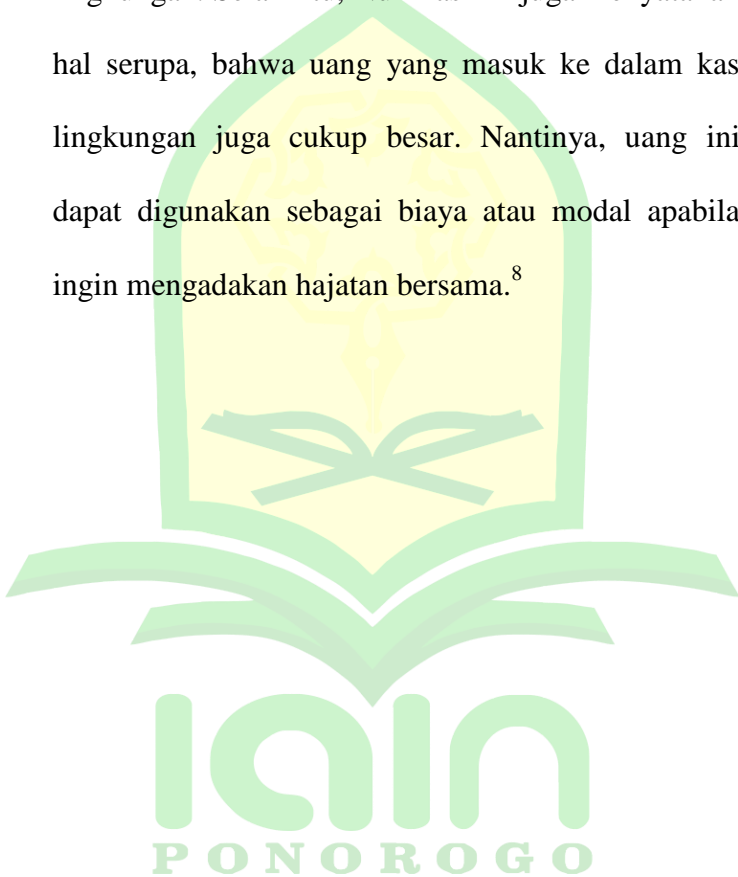 hal serupa, bahwa uang yang masuk ke dalam kas
lingkungan juga cukup besar. Nantinya, uang ini
dapat digunakan sebagai biaya atau modal apabila
ingin mengadakan hajatan bersama.8
iain
PONOROGO